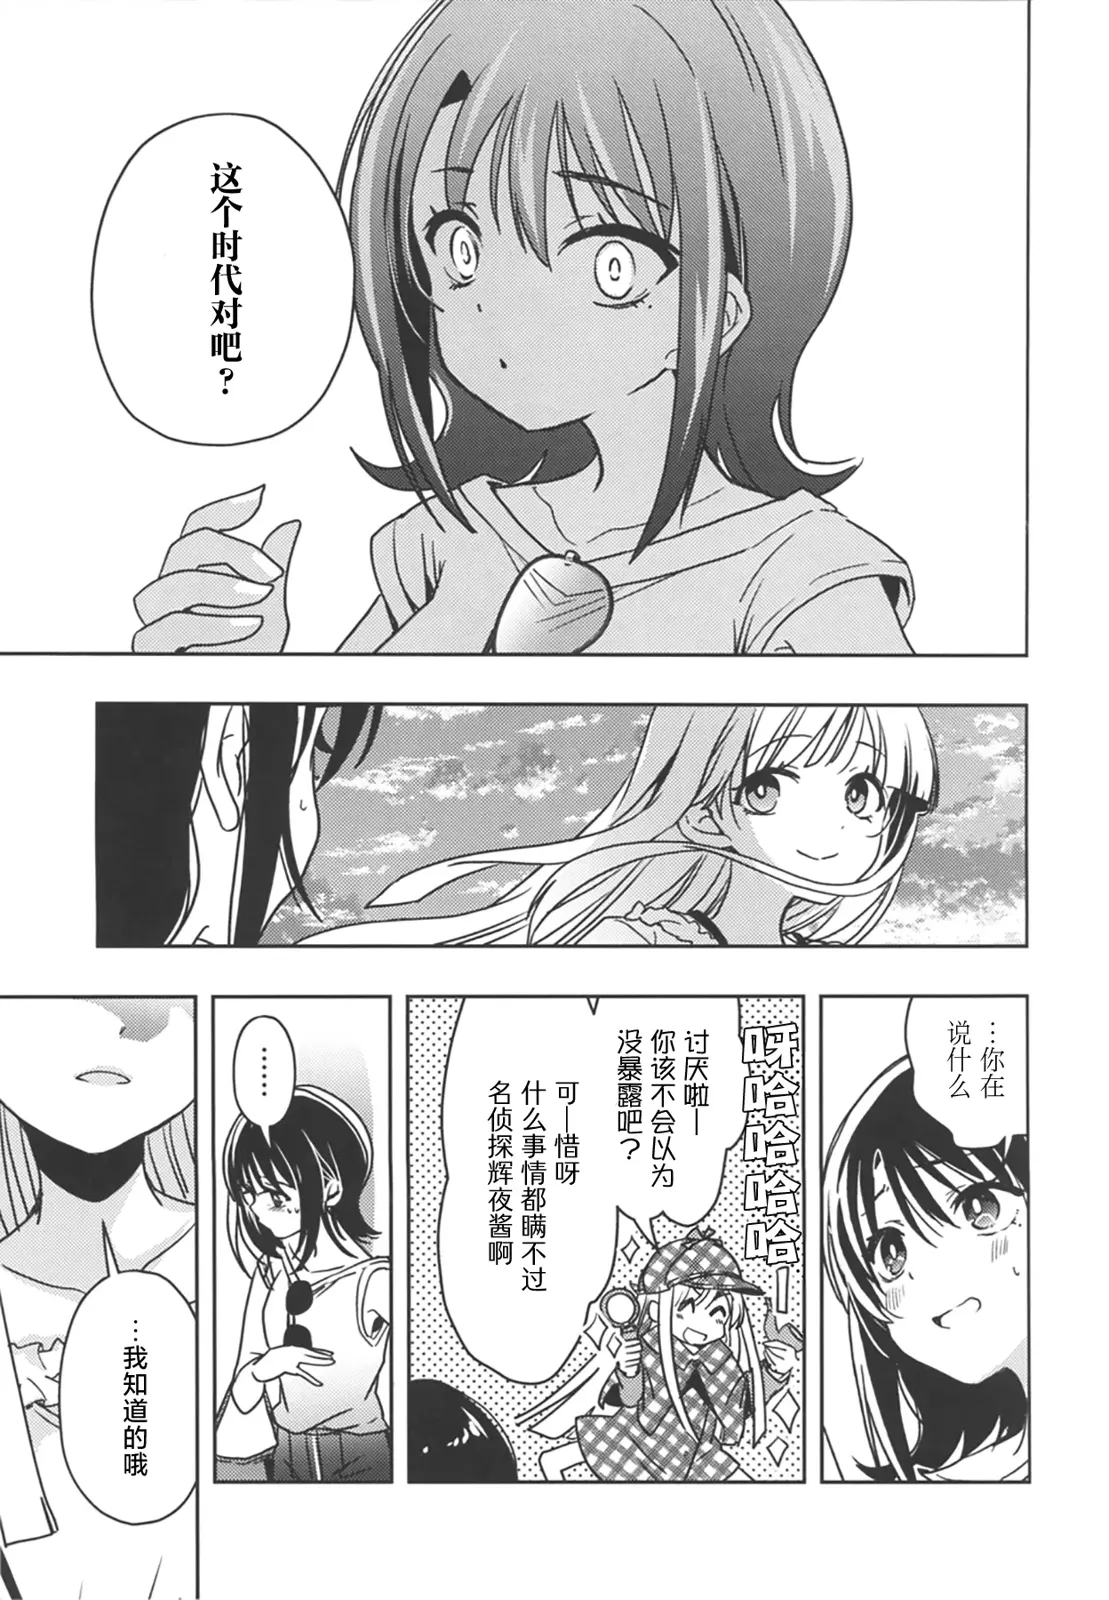 这个时代对吧？
…你在
说什么
呀哈哈哈哈哈—
讨厌啦—
你该不会以为
没暴露吧？
可—惜呀
什么事情都瞒不过
名侦探辉夜酱啊
……
…我知道的哦